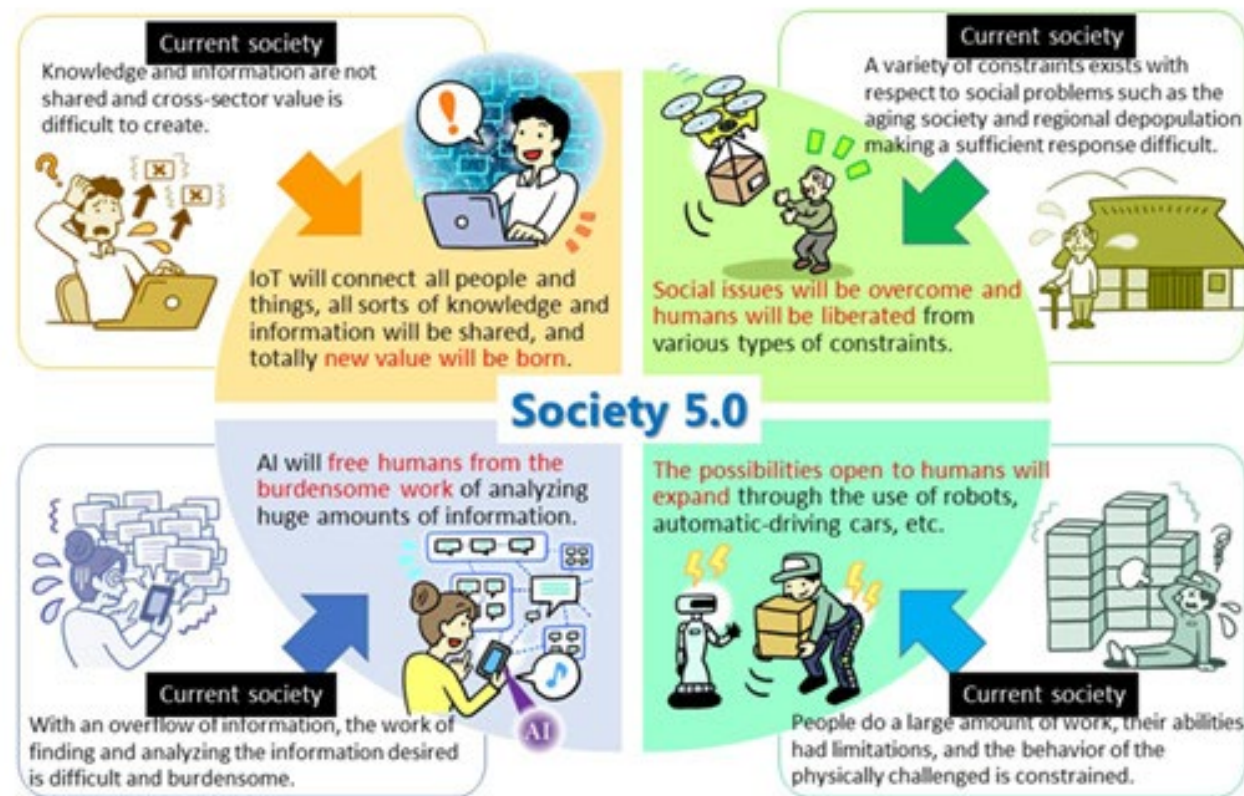 Current society
Knowledge and information are not
shared and cross-sector value is
difficult to create.
IoT will connect all people and
things, all sorts of knowledge and
information will be shared, and
totally new value will be born.
Current society
A variety of constraints exists with
respect to social problems such as the
aging society and regional depopulation
making a sufficient response difficult.
Social issues will be overcome and
humans will be liberated from
various types of constraints.
Society 5.0
AI will free humans from the
burdensome work of analyzing
huge amounts of information.
AI
Current society
With an overflow of information, the work of
finding and analyzing the information desired
is difficult and burdensome.
The possibilities open to humans will
expand through the use of robots,
automatic-driving cars, etc.
Current society
People do a large amount of work, their abilities
had limitations, and the behavior of the
physically challenged is constrained.